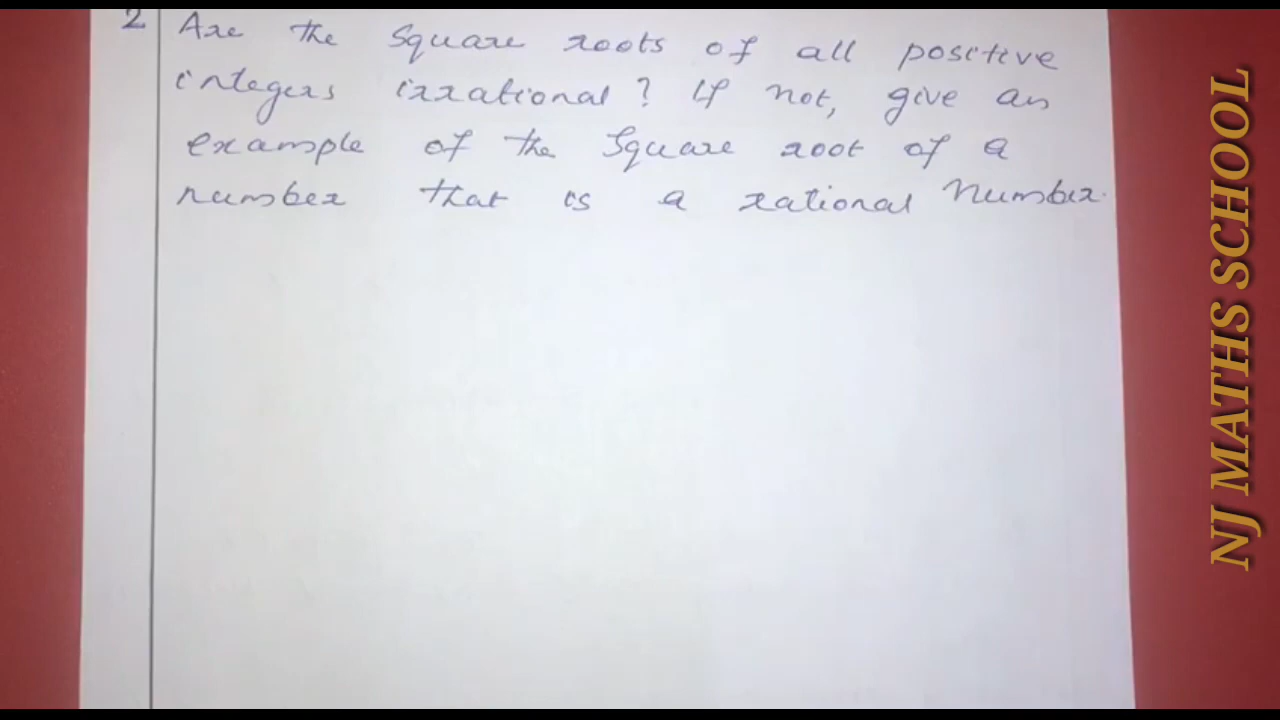 2 Are the Square roots of all positive
integers irrational? If not, give an
example of the Square root of a
number that is a rational Number.
NJ MATHS SCHOOL